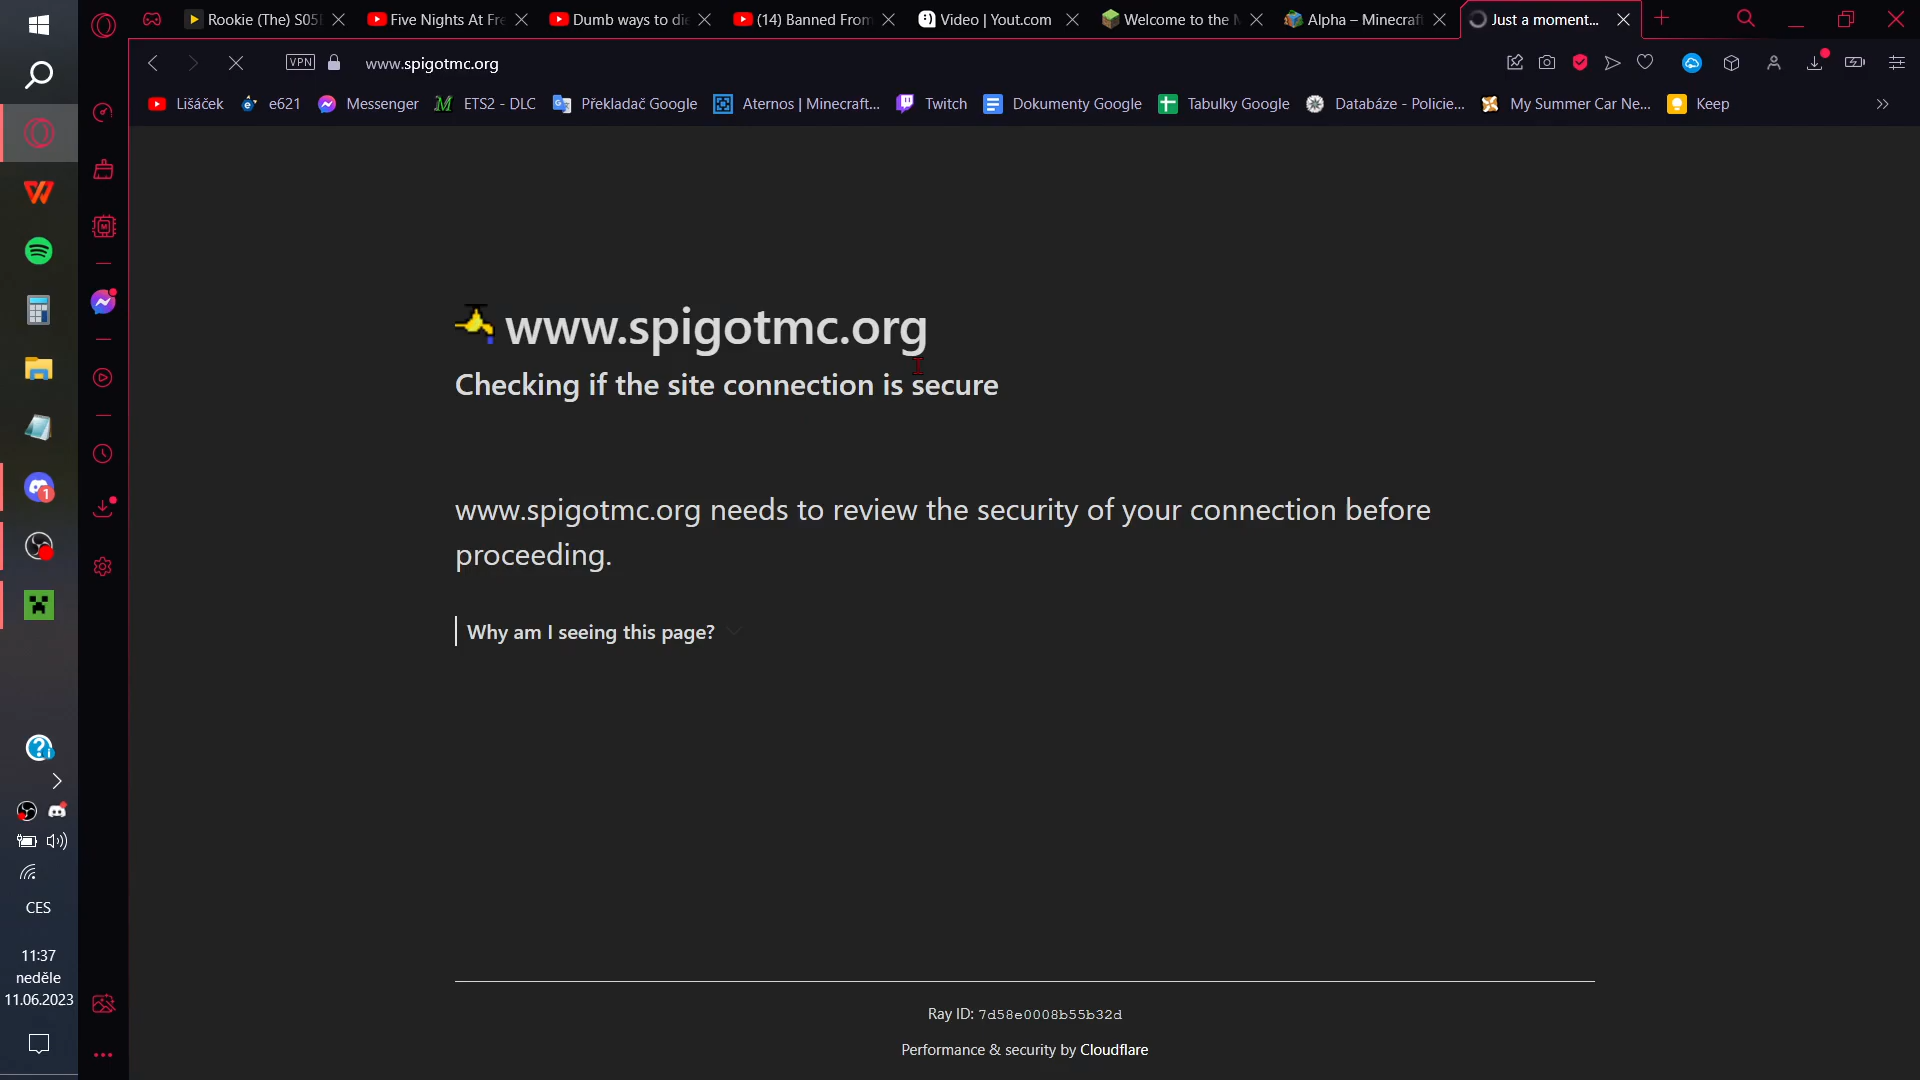 Rookie (The) S05
Five Nights At Fre
Dumb ways to die
(14) Banned From
Video | Yout.com
Welcome to the M
Alpha – Minecraft
Just a moment...
VPN
www.spigotmc.org
Lišáček
e621
Messenger
ETS2 - DLC
Překladač Google
Aternos | Minecraft...
Twitch
Dokumenty Google
Tabulky Google
Databáze - Policie...
My Summer Car Ne...
Keep
www.spigotmc.org
Checking if the site connection is secure
www.spigotmc.org needs to review the security of your connection before
proceeding.
Why am I seeing this page?
1
CES
11:37
neděle
11.06.2023
Ray ID: 7d58e0008b55b32d
Performance & security by Cloudflare